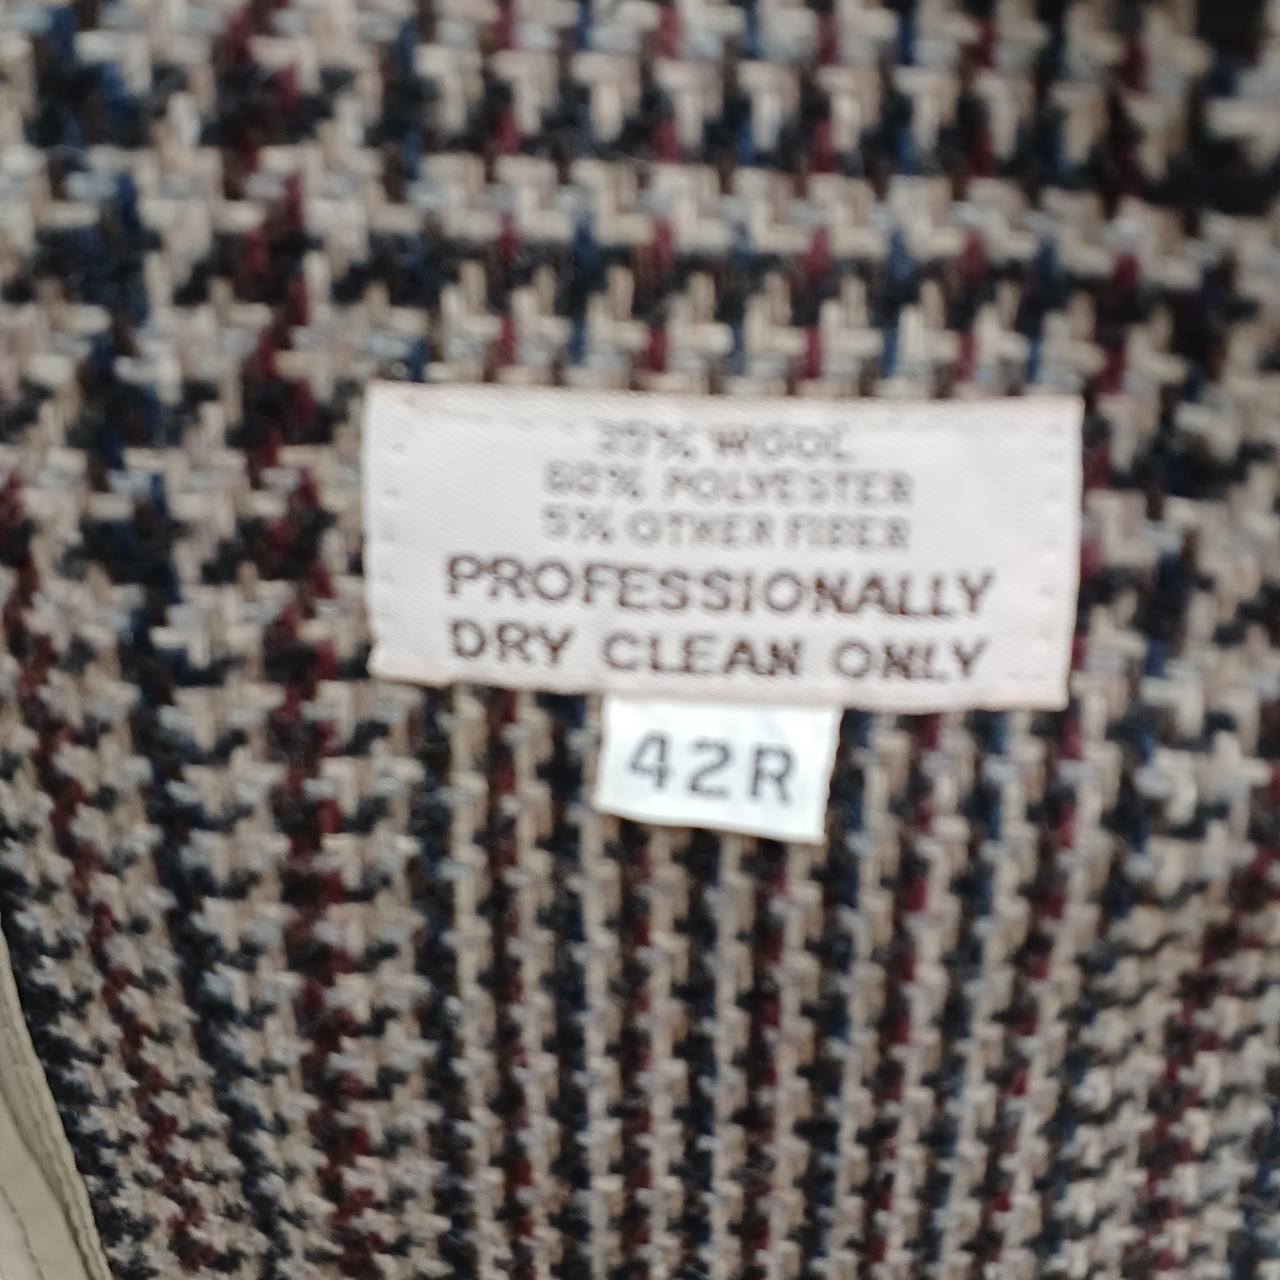 35% WOOL
60% POLYESTER
5% OTHER FIBER
PROFESSIONALLY
DRY CLEAN ONLY
42R